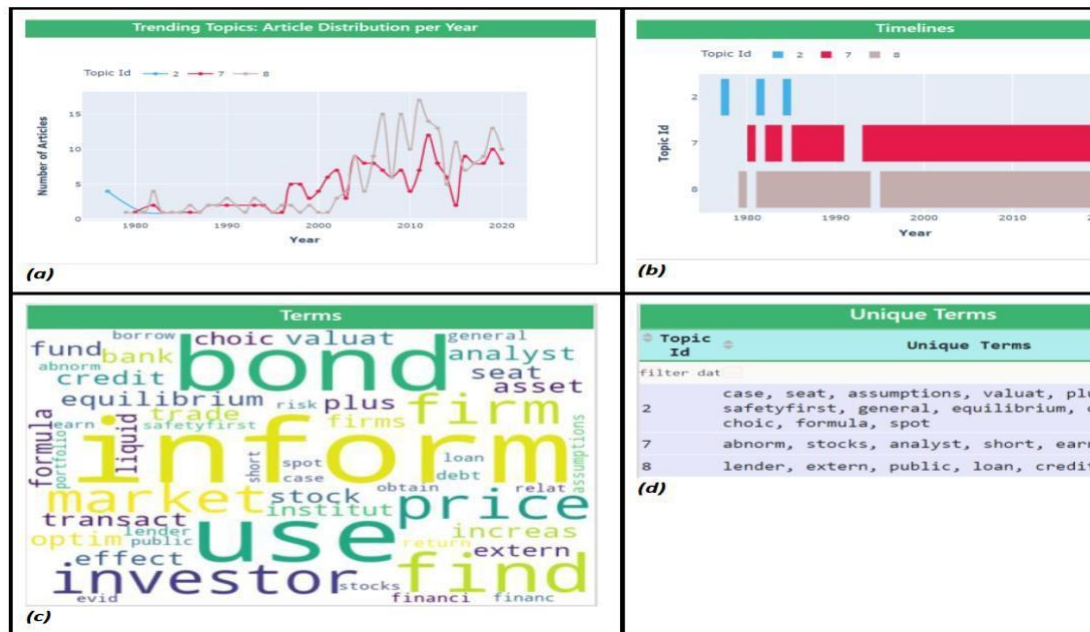 Trending Topics: Article Distribution per Year
Topic Id 2 7 8
Number of Articles
15
10
5
0
1980 1990 2000 2010 2020
Year
(a)
Timelines
Topic Id 2 7 8
Topic Id
2
7
8
1980 1990 2000
Year
(b)
Terms
borrow choic valuat general
fund bank bond analyst
abnorm credit seat
equilibrium plus asset
earn trade risk firm
safetyfirst firms
formula portfolio liquid inform assumptions
short spot case loan debt
market stock obtain price relat
transact institut
optim lender public use return increas
effect extern
investor stocks find
evid financi financ
(c)
Unique Terms
Topic
Id Unique Terms
filter dat
2 case, seat, assumptions, valuat,
safetyfirst, general, equilibrium,
choic, formula, spot
7 abnorm, stocks, analyst, short,
8 lender, extern, public, loan,
(d)